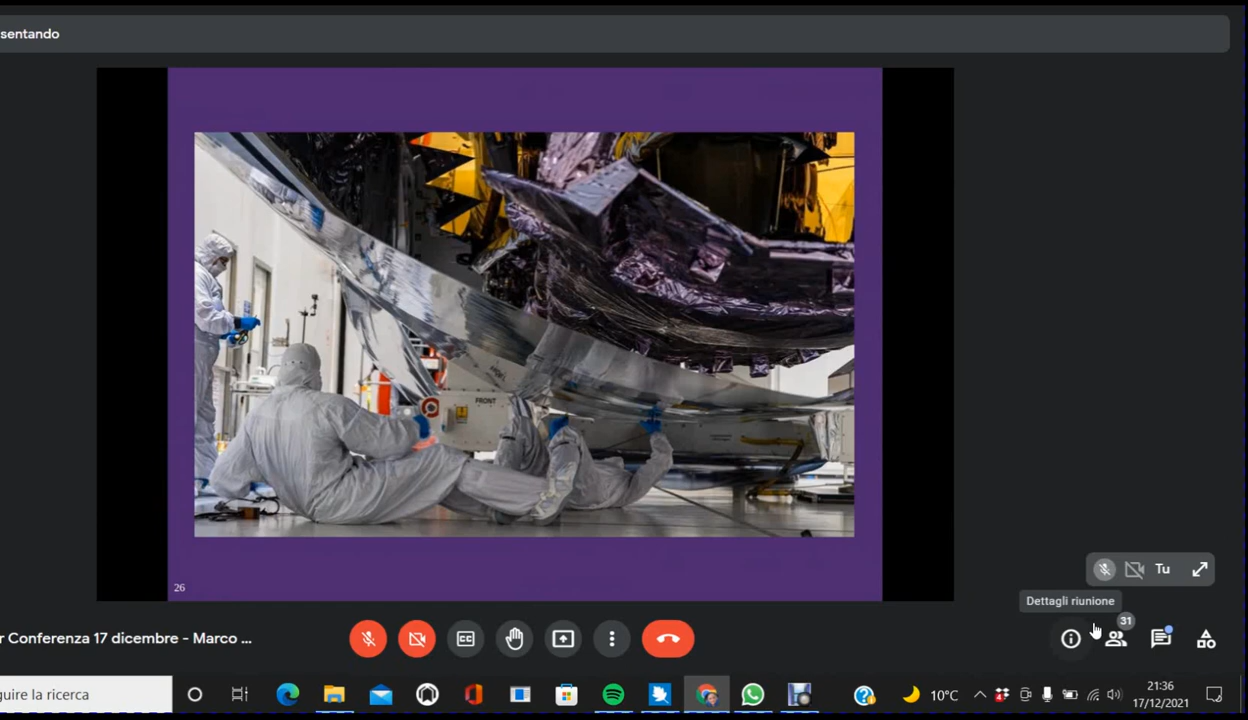 sentando
FRONT
26
Tu
Dettagli riunione
31
r Conferenza 17 dicembre - Marco ...
CC
guire la ricerca
10°C
21:36
17/12/2021